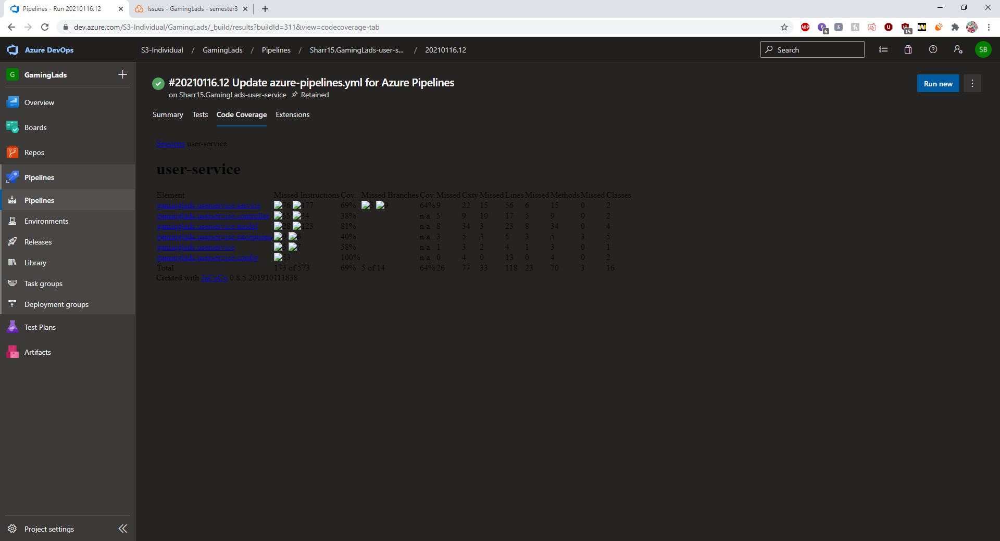 Pipelines - Run 20210116.12
Issues - GamingLads - semester3
dev.azure.com/S3-Individual/GamingLads/_build/results?buildId=311&view=codecoverage-tab
ABP 6 15
Azure DevOps
S3-Individual / GamingLads / Pipelines / Sharr15.GamingLads-user-s... / 20210116.12
Search
SB
G GamingLads
Overview
Boards
Repos
Pipelines
Pipelines
Environments
Releases
Library
Task groups
Deployment groups
Test Plans
Artifacts
Project settings
#20210116.12 Update azure-pipelines.yml for Azure Pipelines
on Sharr15.GamingLads-user-service Retained
Run new
Summary Tests Code Coverage Extensions
Sessions user-service
user-service
Element Missed Instructions Cov. Missed Branches Cov. Missed Cxty Missed Lines Missed Methods Missed Classes
gaminglads.userservice.service 76 177 69% 5 9 64% 9 22 15 56 6 15 0 2
gaminglads.userservice.controller 55 34 38% n/a 5 9 10 17 5 9 0 2
gaminglads.userservice.model 28 123 81% n/a 8 34 3 23 8 34 0 4
gaminglads.userservice.exceptions 9 6 40% n/a 3 5 3 5 3 5 3 5
gaminglads.userservice 5 7 58% n/a 1 3 2 4 1 3 0 1
gaminglads.userservice.config 53 100% n/a 0 4 0 13 0 4 0 2
Total 173 of 573 69% 5 of 14 64% 26 77 33 118 23 70 3 16
Created with JaCoCo 0.8.5.201910111838